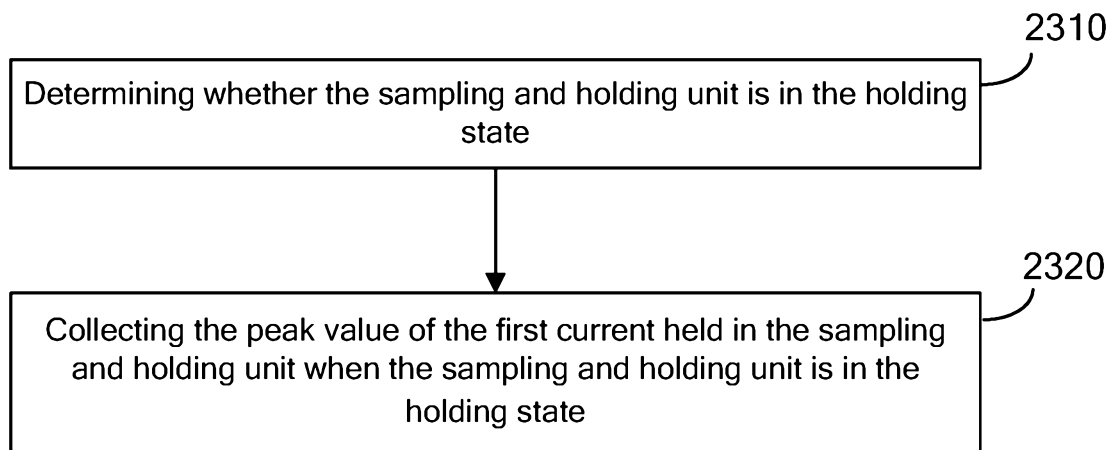 2310
Determining whether the sampling and holding unit is in the holding
state
2320
Collecting the peak value of the first current held in the sampling
and holding unit when the sampling and holding unit is in the
holding state